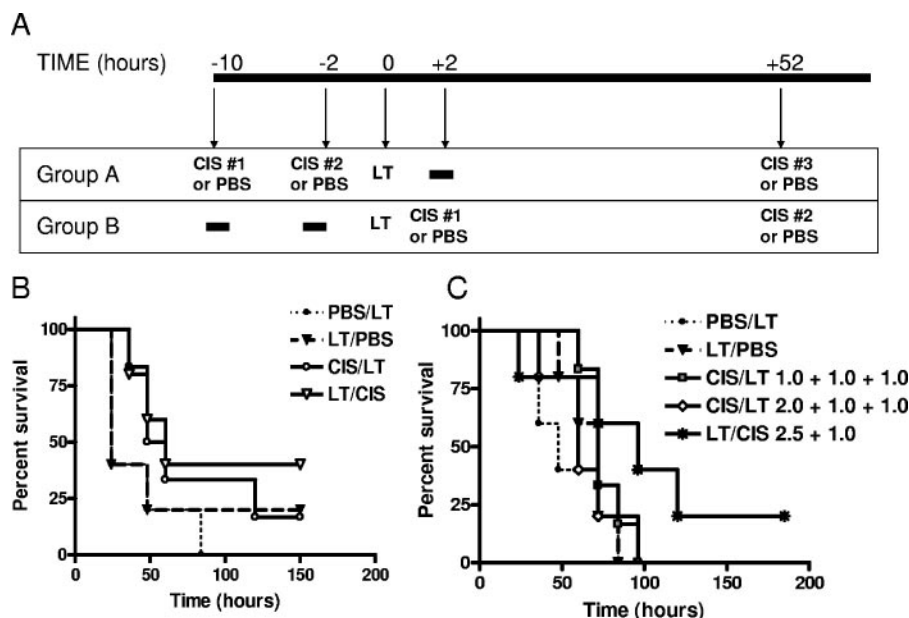 A
TIME (hours) -10 -2 0 +2 +52
Group A CIS #1 or PBS CIS #2 or PBS LT CIS #3 or PBS
Group B LT CIS #1 or PBS CIS #2 or PBS
B
PBS/LT
LT/PBS
CIS/LT
LT/CIS
Percent survival
100
75
50
25
0
0 50 100 150 200
Time (hours)
C
PBS/LT
LT/PBS
CIS/LT 1.0 + 1.0 + 1.0
CIS/LT 2.0 + 1.0 + 1.0
LT/CIS 2.5 + 1.0
Percent survival
100
75
50
25
0
0 50 100 150 200
Time (hours)